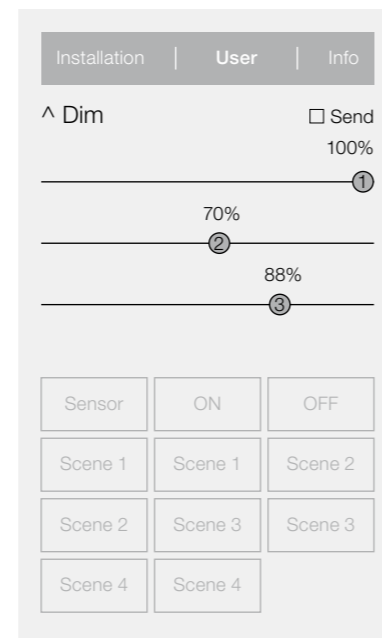 Installation | User | Info
^ Dim ☐ Send
100%
1
70%
2
88%
3
Sensor ON OFF
Scene 1 Scene 1 Scene 2
Scene 2 Scene 3 Scene 3
Scene 4 Scene 4